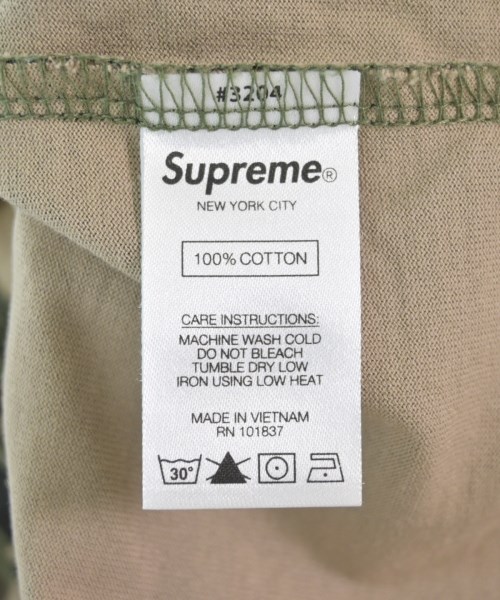 #3204
Supreme®
NEW YORK CITY
100% COTTON
CARE INSTRUCTIONS:
MACHINE WASH COLD
DO NOT BLEACH
TUMBLE DRY LOW
IRON USING LOW HEAT
MADE IN VIETNAM
RN 101837
30°